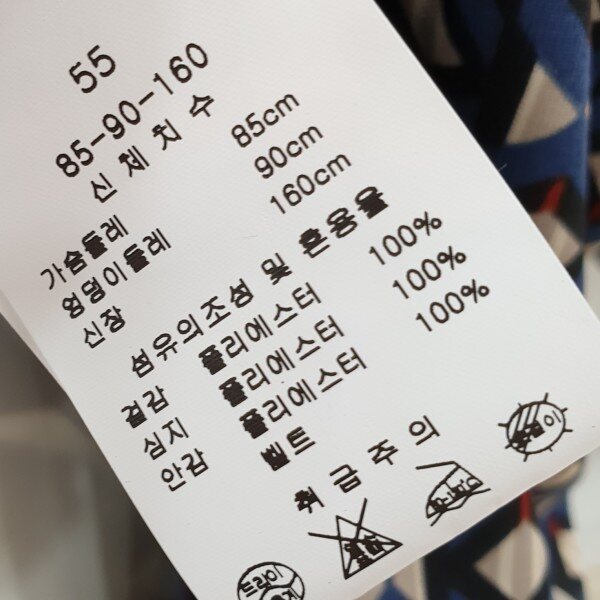 55
85-90-160
신체치수
가슴둘레 85cm
엉덩이둘레 90cm
신장 160cm
섬유의조성 및 혼용율
겉감 폴리에스터 100%
심지 폴리에스터 100%
안감 폴리에스터 100%
벨트
취급주의
드라이